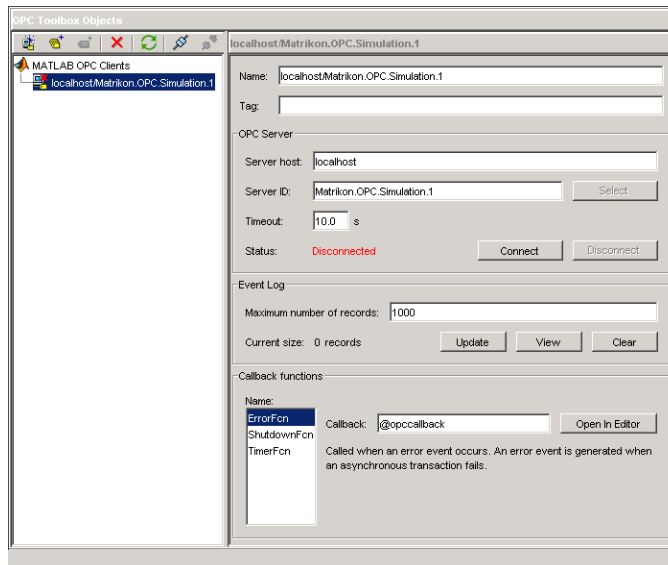 OPC Toolbox Objects
localhost/Matrikon.OPC.Simulation.1
MATLAB OPC Clients
localhost/Matrikon.OPC.Simulation.1
Name: localhost/Matrikon.OPC.Simulation.1
Tag:
OPC Server
Server host: localhost
Server ID: Matrikon.OPC.Simulation.1 Select
Timeout: 10.0 s
Status: Disconnected Connect Disconnect
Event Log
Maximum number of records: 1000
Current size: 0 records Update View Clear
Callback functions
Name:
ErrorFcn
ShutdownFcn
TimerFcn
Callback: @opccallback Open In Editor
Called when an error event occurs. An error event is generated when
an asynchronous transaction fails.